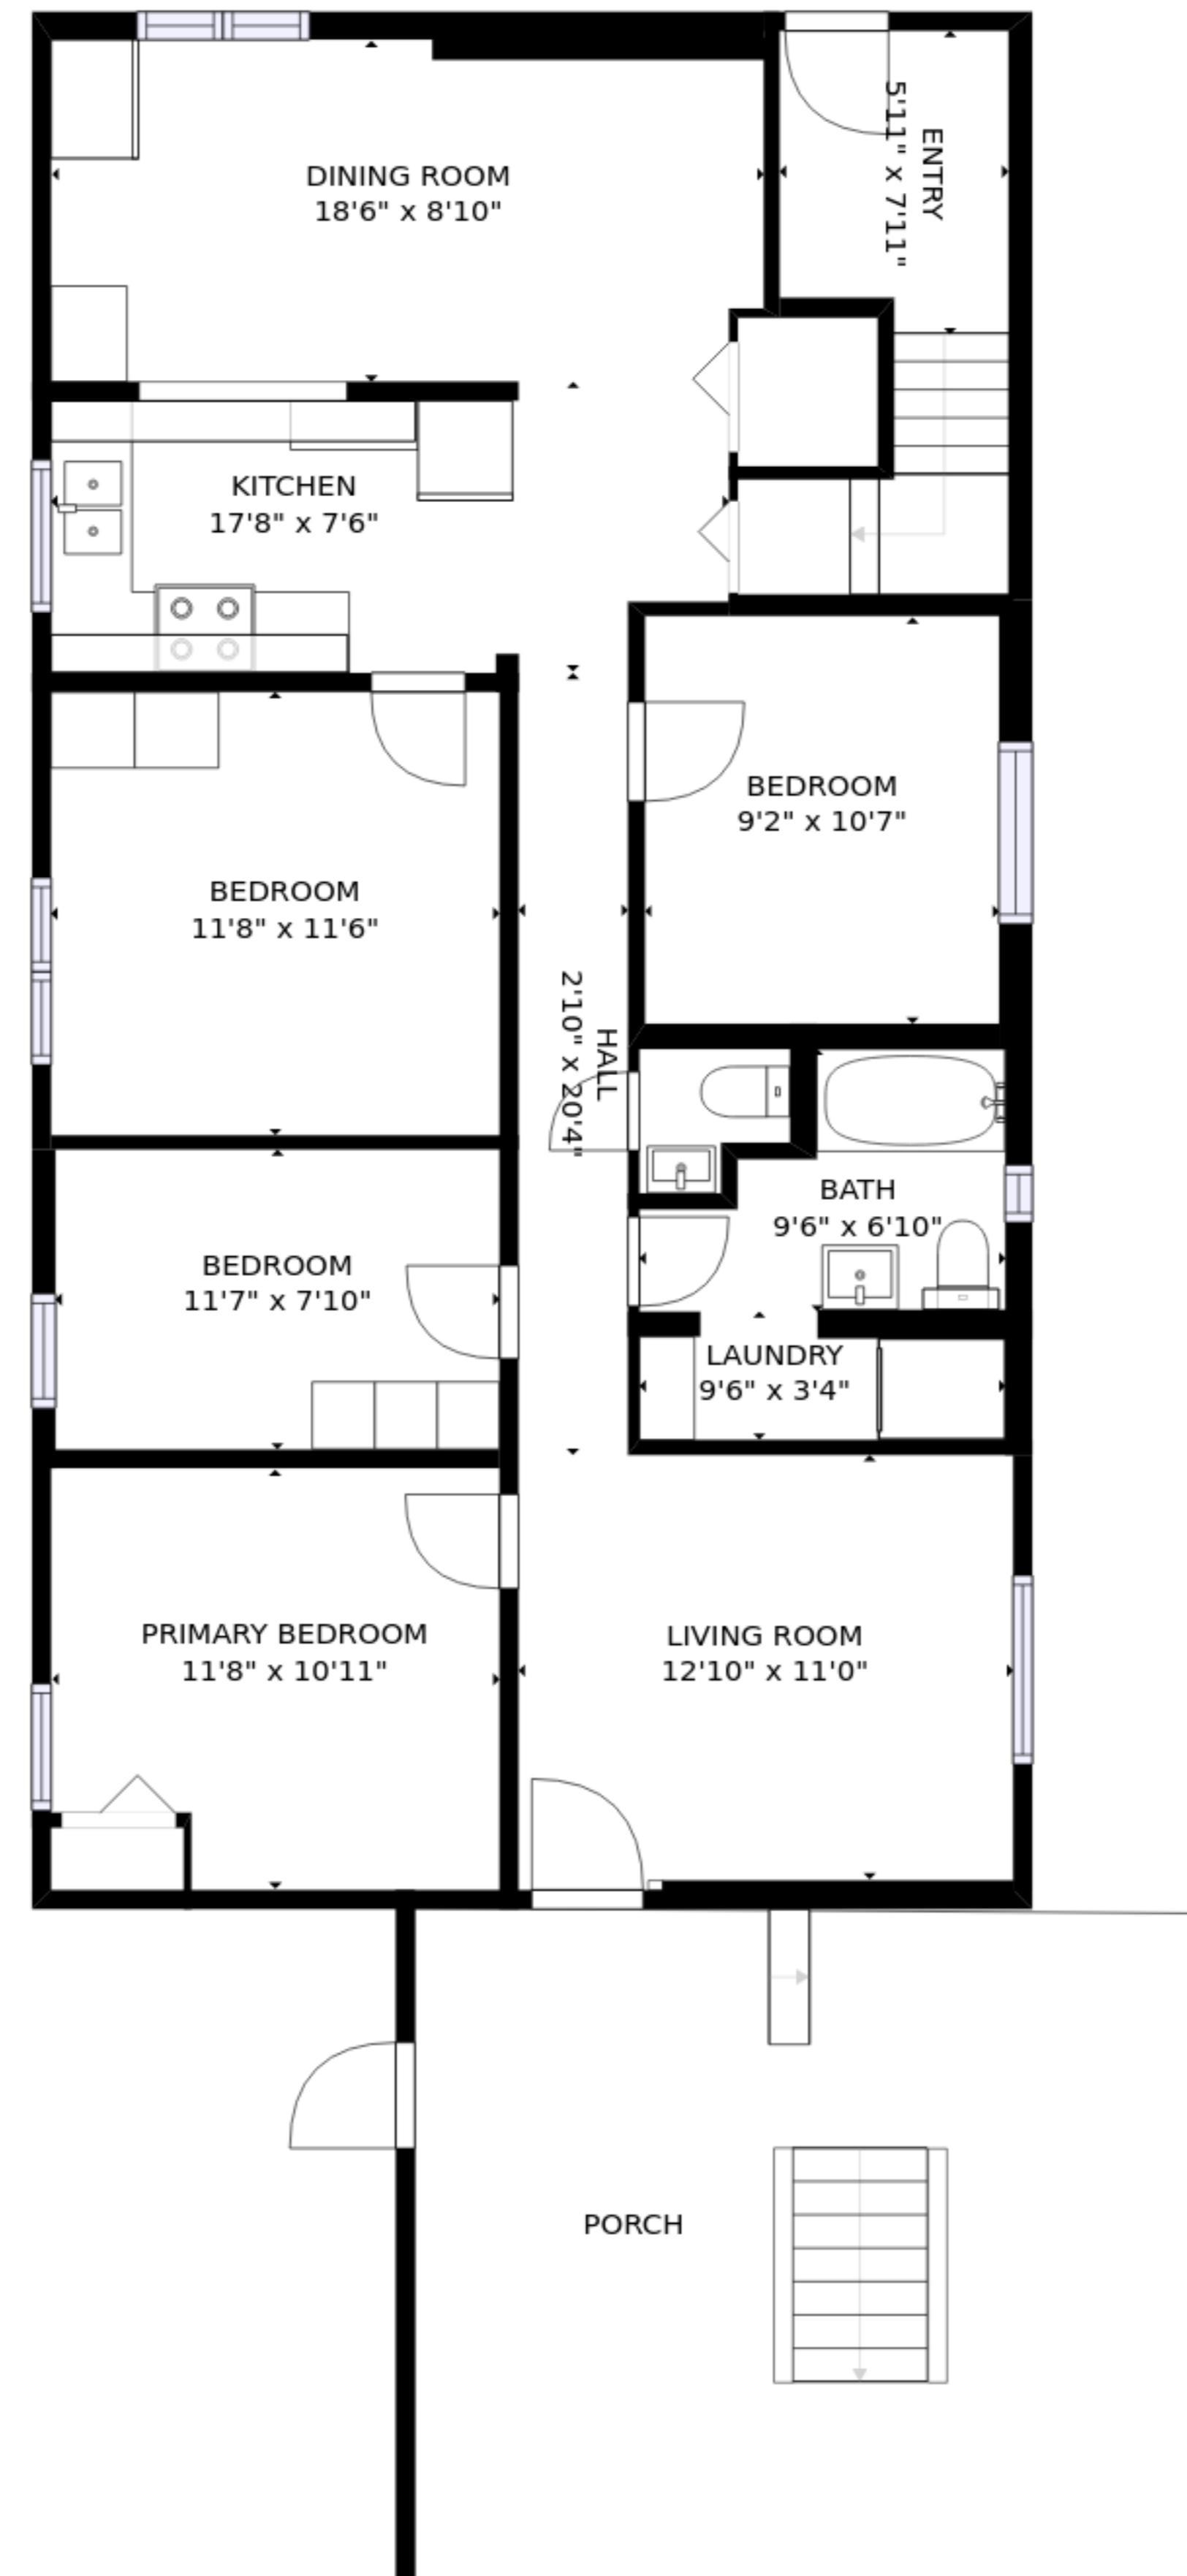 DINING ROOM
18'6" x 8'10"
ENTRY
5'11" x 7'11"
KITCHEN
17'8" x 7'6"
BEDROOM
9'2" x 10'7"
BEDROOM
11'8" x 11'6"
HALL
2'10" x 20'4"
BATH
9'6" x 6'10"
BEDROOM
11'7" x 7'10"
LAUNDRY
9'6" x 3'4"
PRIMARY BEDROOM
11'8" x 10'11"
LIVING ROOM
12'10" x 11'0"
PORCH